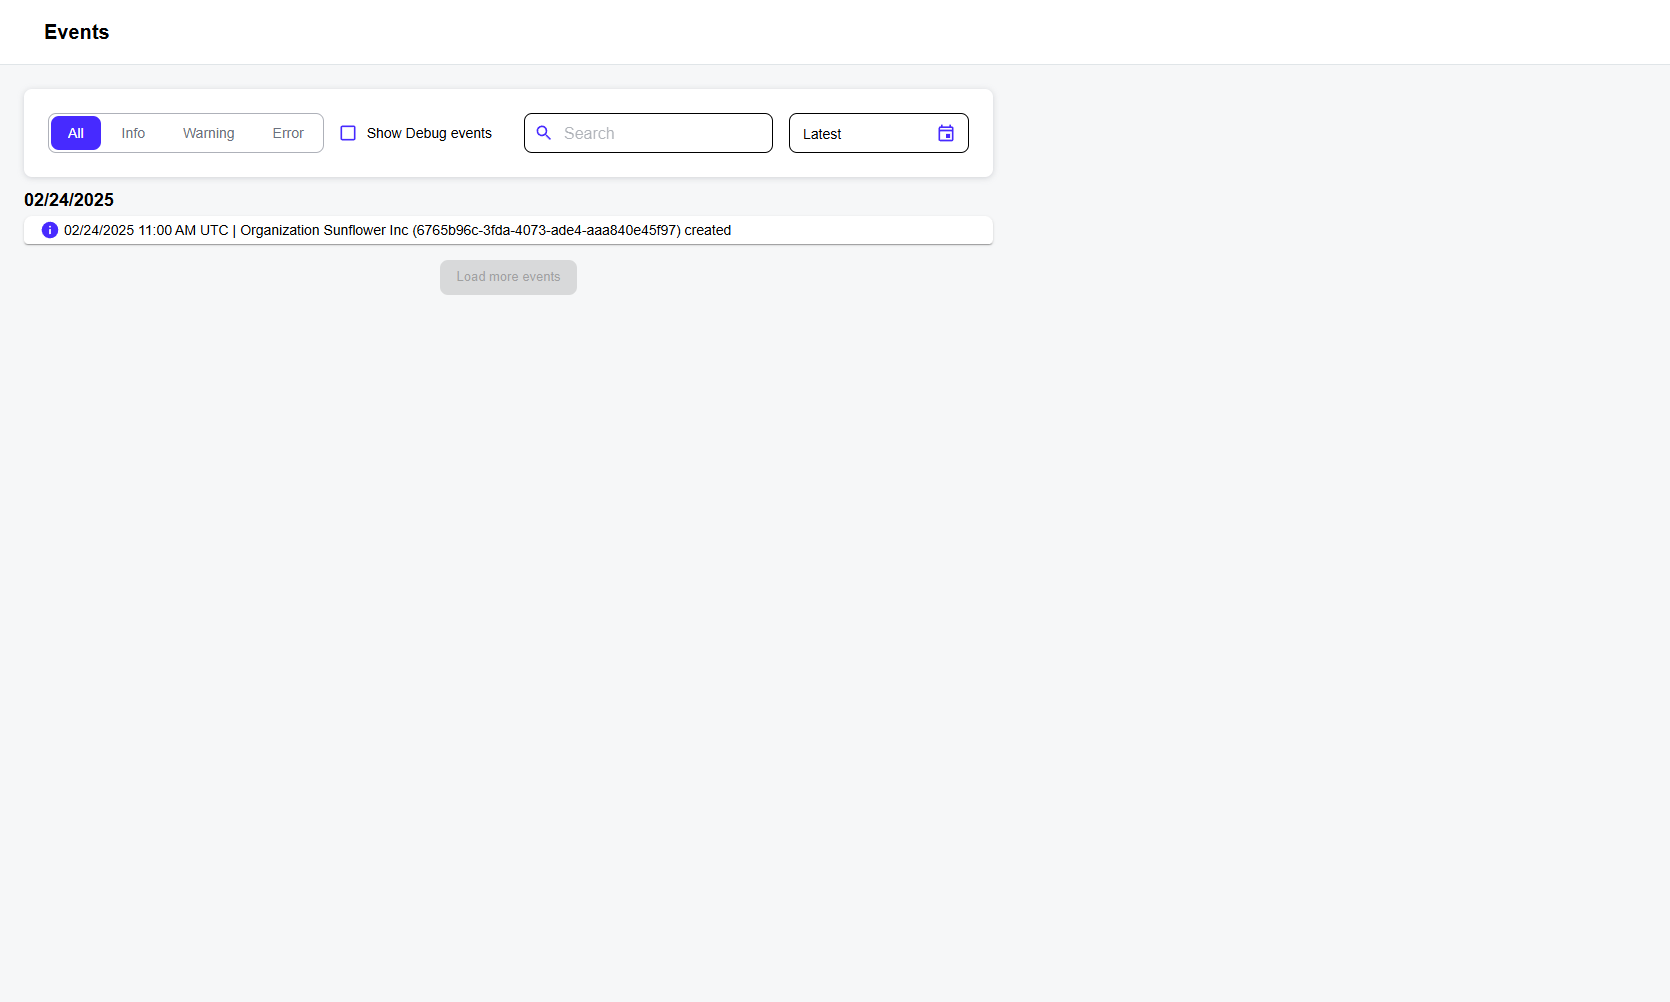 Events
All Info Warning Error Show Debug events Search Latest
02/24/2025
02/24/2025 11:00 AM UTC | Organization Sunflower Inc (6765b96c-3fda-4073-ade4-aaa840e45f97) created
Load more events